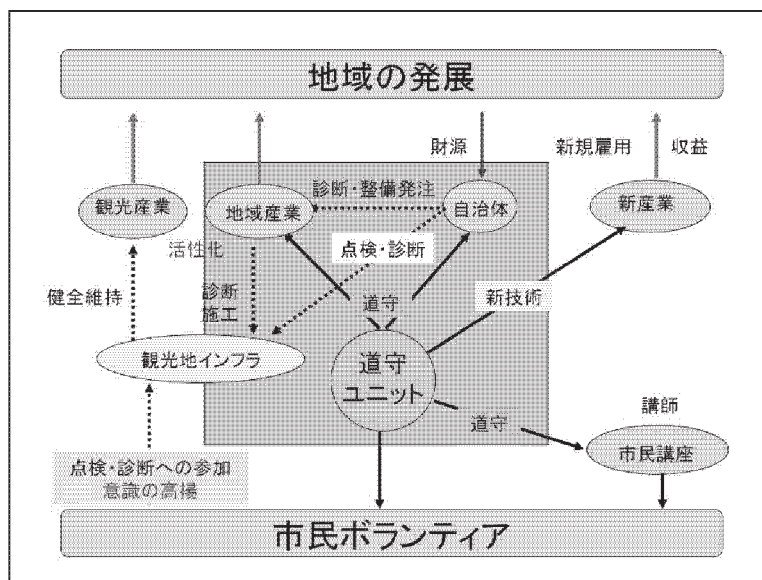 地域の発展
財源
新規雇用
収益
診断・整備発注
観光産業
地域産業
自治体
新産業
活性化
点検・診断
健全維持
診断
施工
道守
新技術
観光地インフラ
道守
ユニット
講師
道守
市民講座
点検・診断への参加
意識の高揚
市民ボランティア